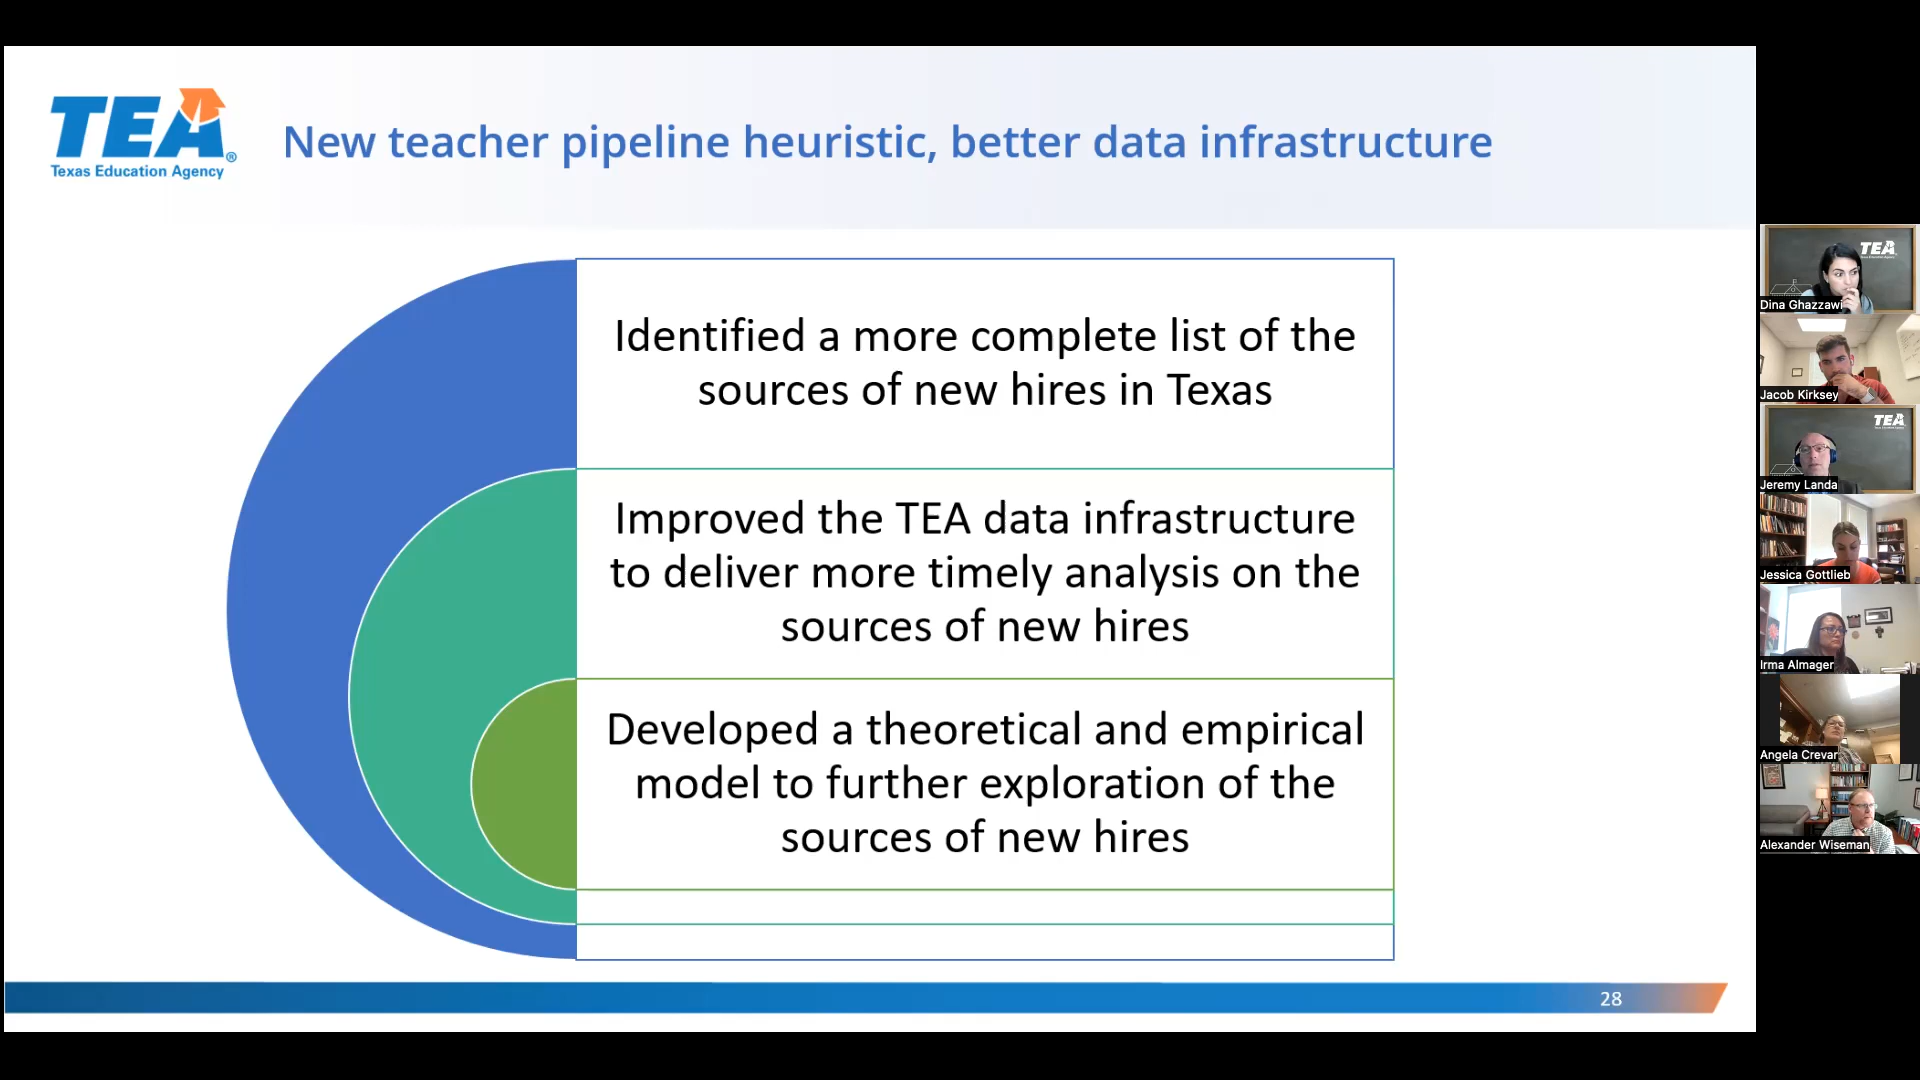 TEA
®
Texas Education Agency
New teacher pipeline heuristic, better data infrastructure
Identified a more complete list of the
sources of new hires in Texas
Improved the TEA data infrastructure
to deliver more timely analysis on the
sources of new hires
Developed a theoretical and empirical
model to further exploration of the
sources of new hires
28
TEA
Dina Ghazzawi
Jacob Kirksey
TEA
Jeremy Landa
Jessica Gottlieb
Irma Almager
Angela Crevar
Alexander Wiseman